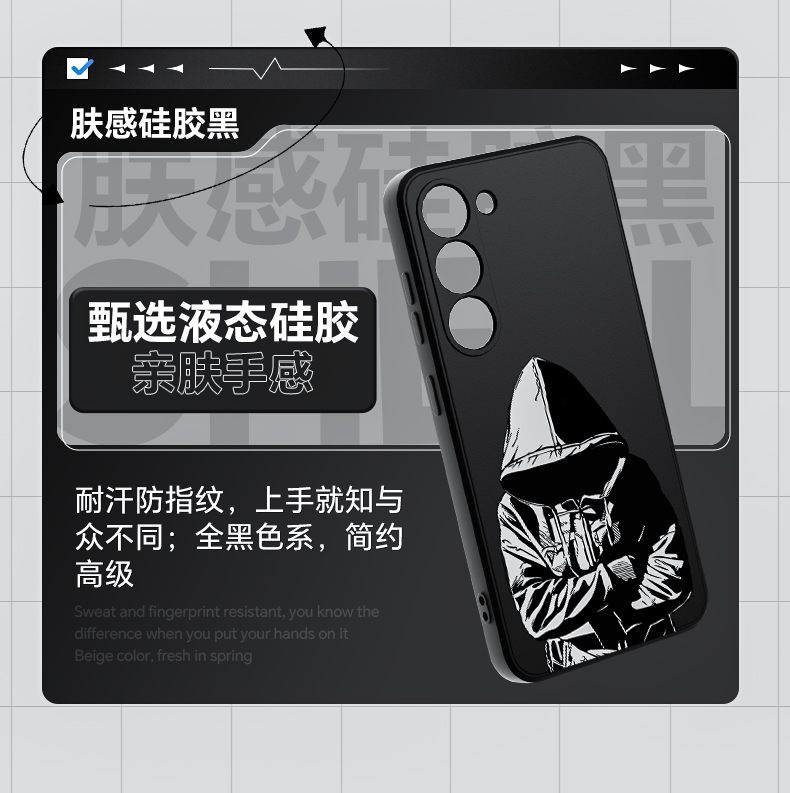 肤感硅胶黑
肤感硅胶黑
SHELL
甄选液态硅胶
亲肤手感
耐汗防指纹，上手就知与
众不同；全黑色系，简约
高级
Sweat and fingerprint resistant, you know the
difference when you put your hands on it
Beige color, fresh in spring